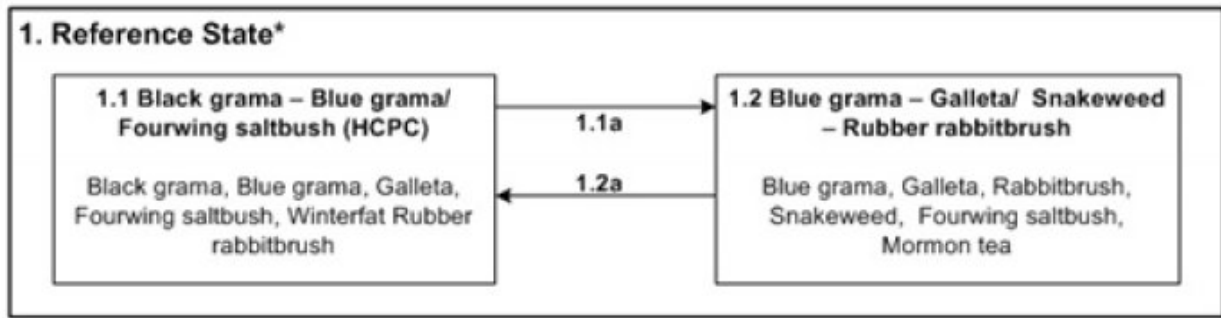 1. Reference State*
1.1 Black grama – Blue grama/
Fourwing saltbush (HCPC)
Black grama, Blue grama, Galleta,
Fourwing saltbush, Winterfat Rubber
rabbitbrush
1.1a
1.2a
1.2 Blue grama – Galleta/ Snakeweed
– Rubber rabbitbrush
Blue grama, Galleta, Rabbitbrush,
Snakeweed, Fourwing saltbush,
Mormon tea